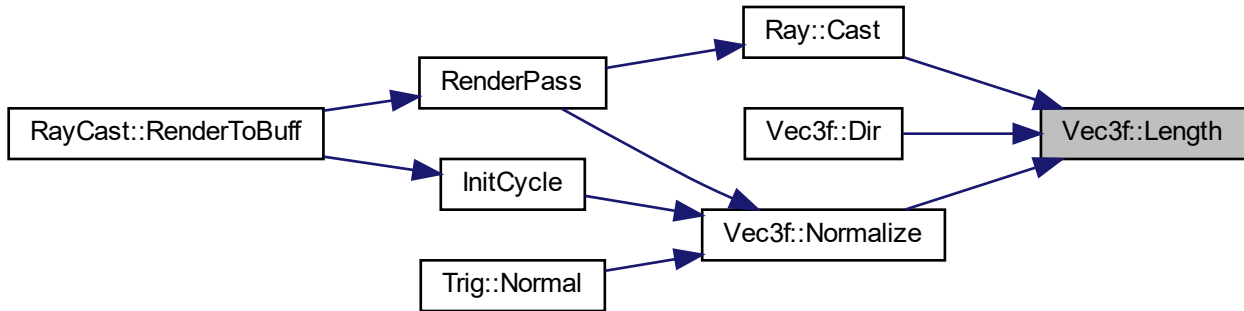 Ray::Cast
RenderPass
RayCast::RenderToBuff
Vec3f::Dir
Vec3f::Length
InitCycle
Vec3f::Normalize
Trig::Normal